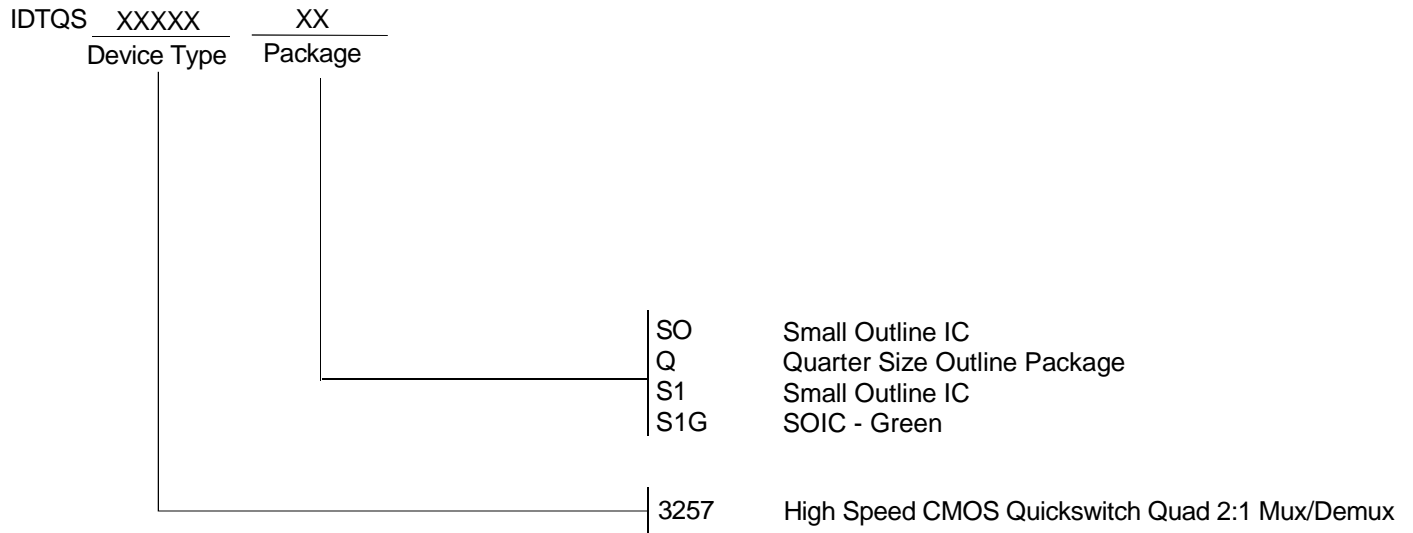 IDTQS XXXXX XX
Device Type Package
SO Small Outline IC
Q Quarter Size Outline Package
S1 Small Outline IC
S1G SOIC - Green
3257 High Speed CMOS Quickswitch Quad 2:1 Mux/Demux